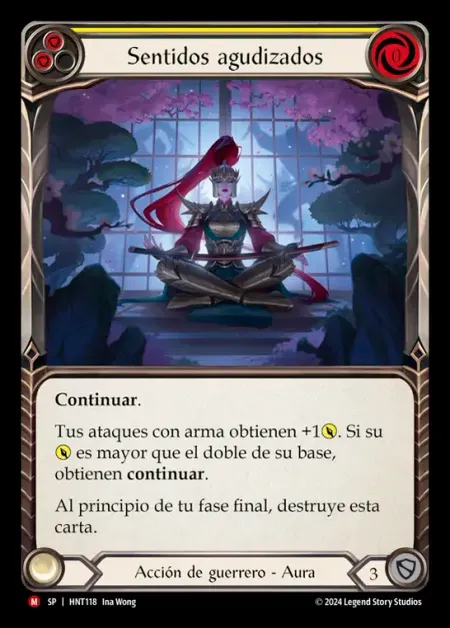 Sentidos agudizados
0
Continuar.
Tus ataques con arma obtienen +1. Si su
es mayor que el doble de su base,
obtienen continuar.
Al principio de tu fase final, destruye esta
carta.
Acción de guerrero - Aura
3
M SP | HNT118 Ina Wong
© 2024 Legend Story Studios